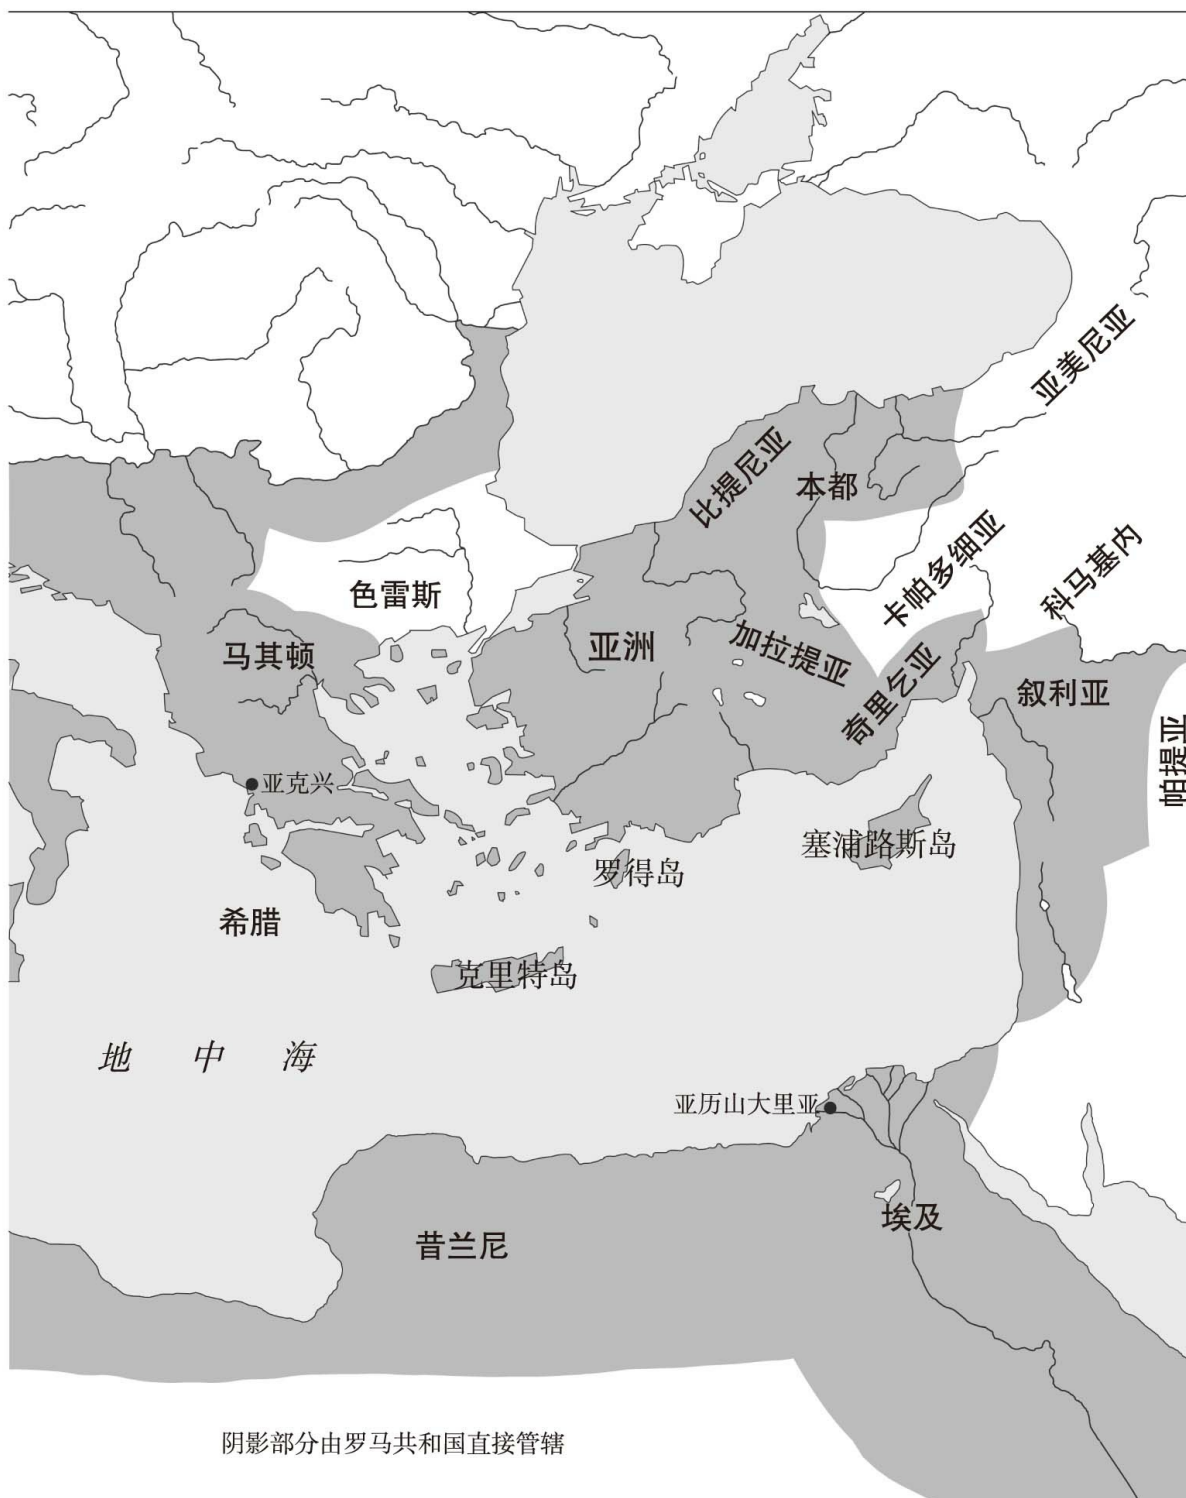 亚美尼亚
比提尼亚
本都
卡帕多细亚
科马基内
色雷斯
马其顿
亚洲
加拉提亚
奇里乞亚
叙利亚
帕提亚
亚克兴
塞浦路斯岛
罗得岛
希腊
克里特岛
地中海
亚历山大里亚
埃及
昔兰尼
阴影部分由罗马共和国直接管辖